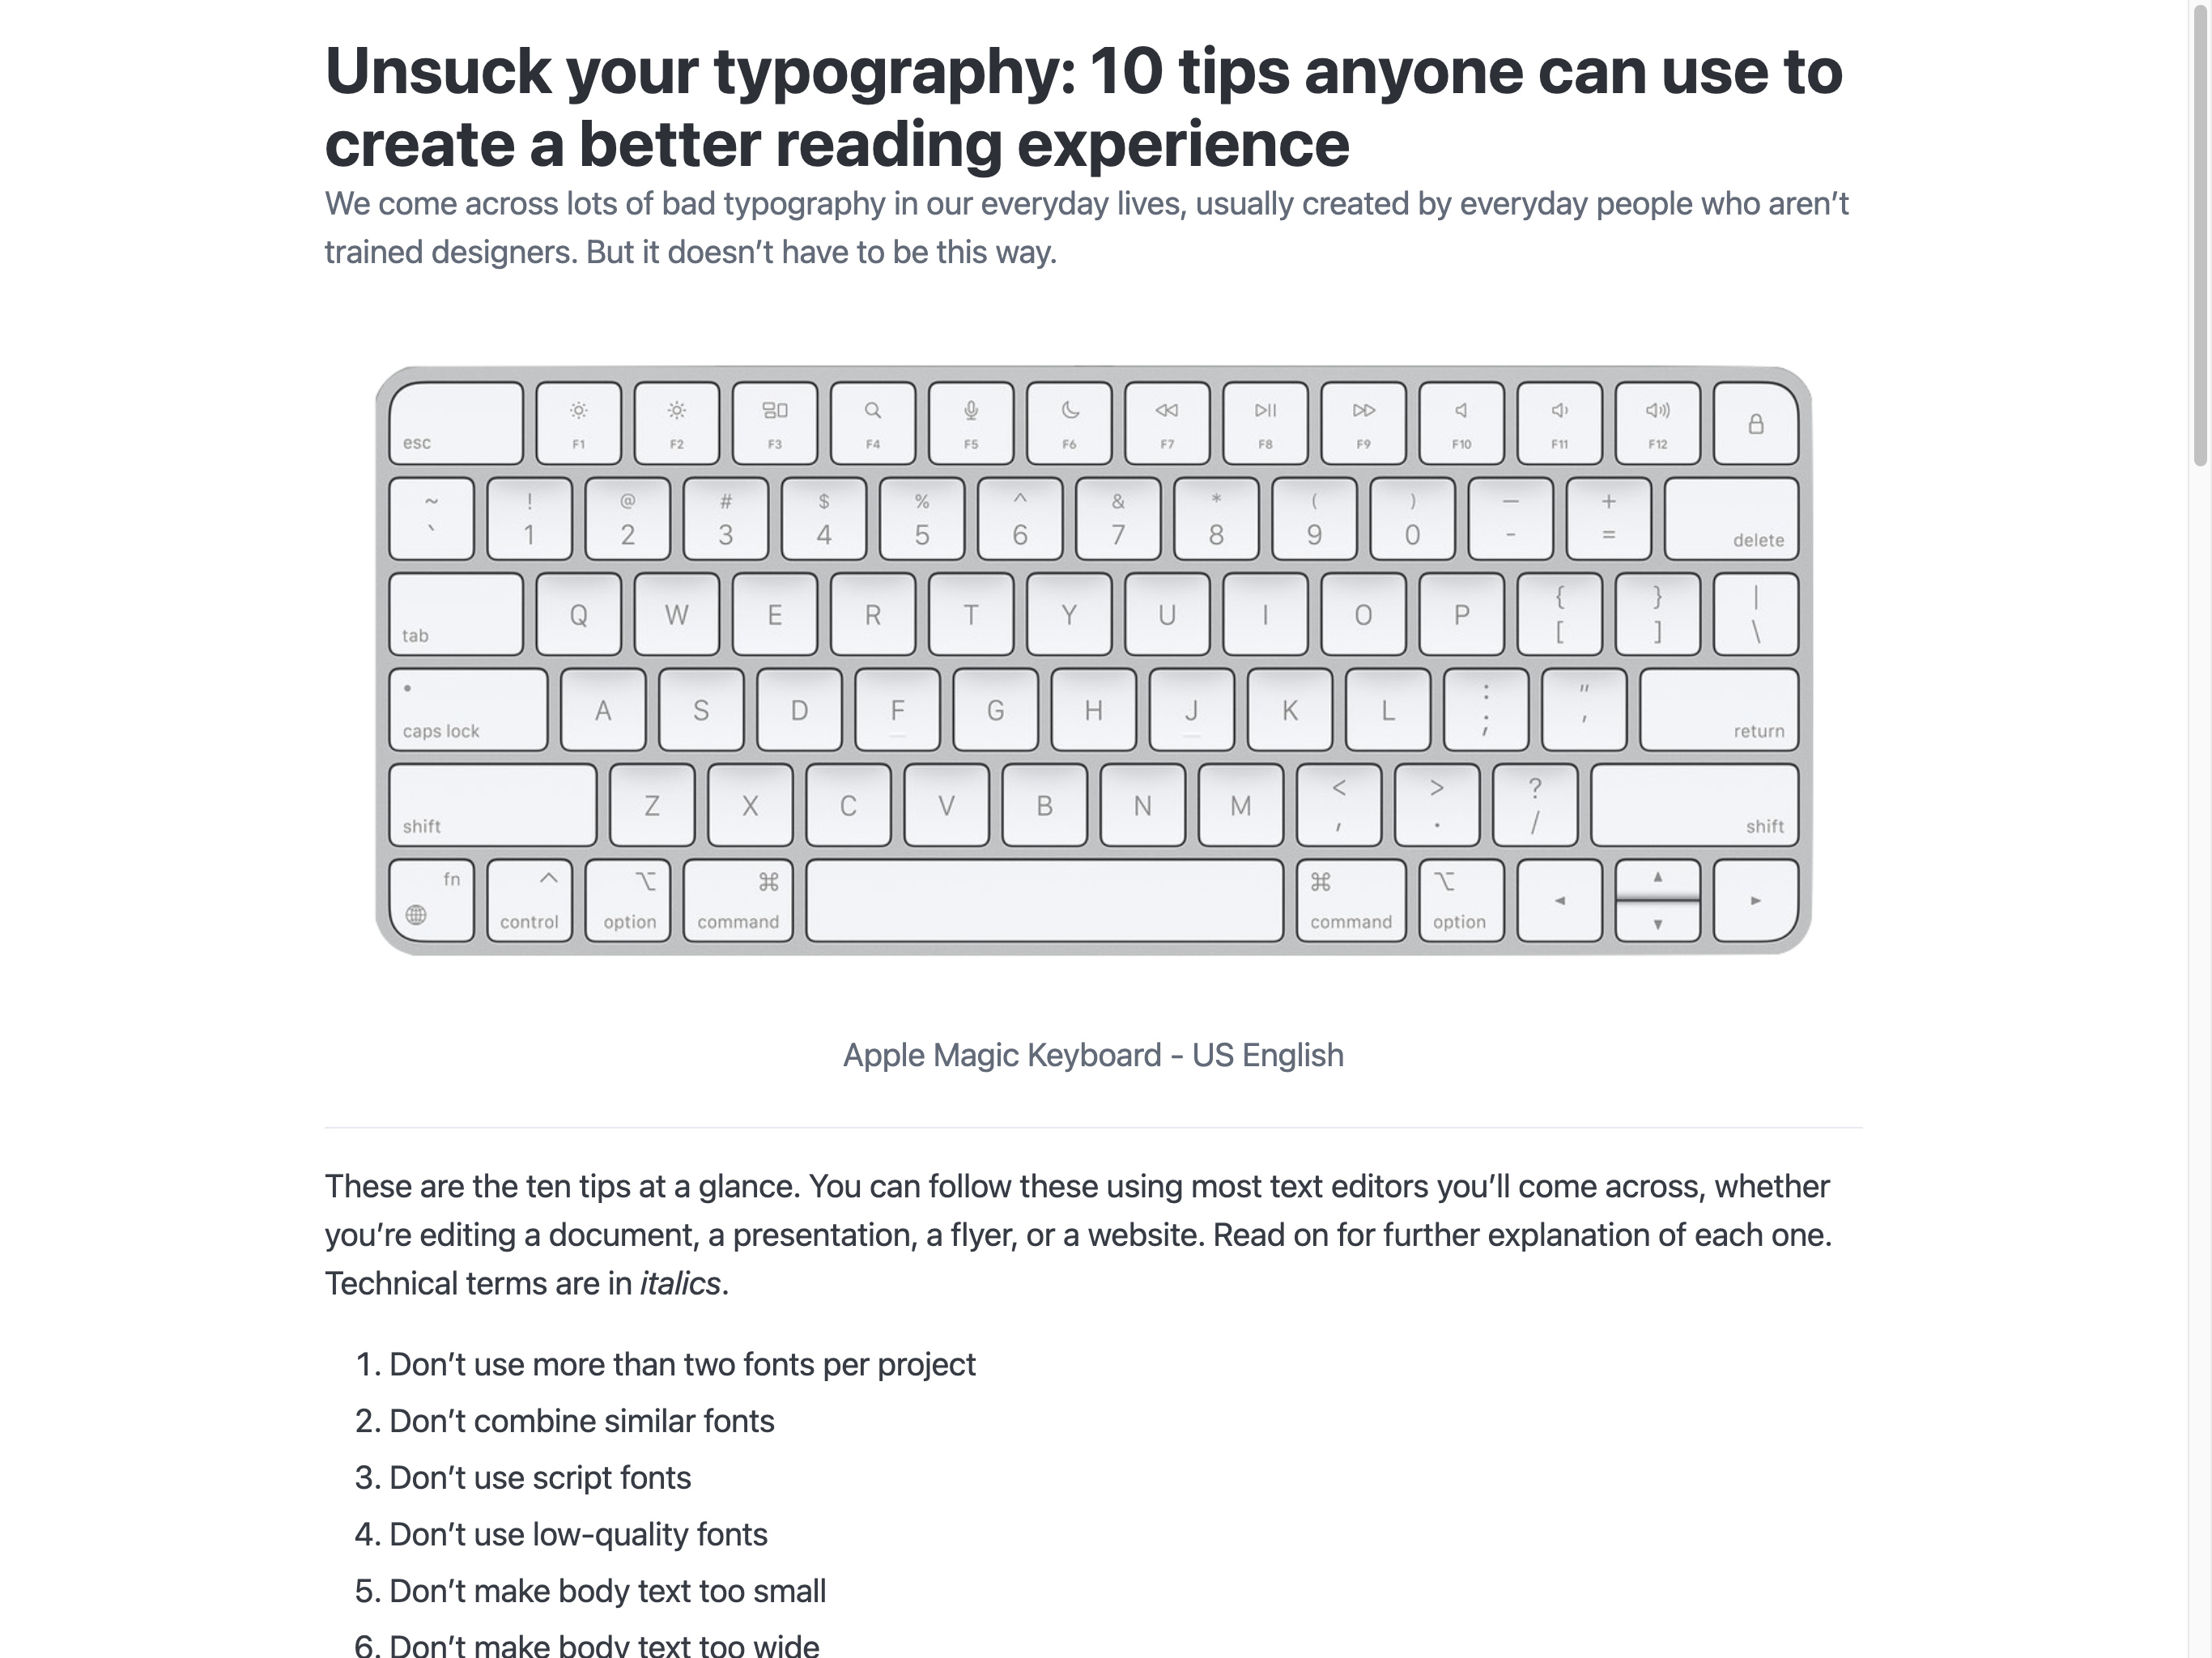 Unsuck your typography: 10 tips anyone can use to
create a better reading experience
We come across lots of bad typography in our everyday lives, usually created by everyday people who aren’t
trained designers. But it doesn’t have to be this way.
esc F1 F2 F3 F4 F5 F6 F7 F8 F9 F10 F11 F12
~ ! @ # $ % ^ & * ( ) — +
` 1 2 3 4 5 6 7 8 9 0 - = delete
tab Q W E R T Y U I O P { [ } ] | \
caps lock A S D F G H J K L : ; " ' return
shift Z X C V B N M < , > . ? / shift
fn ^ control ⌥ option ⌘ command ⌘ command ⌥ option ◀ ▲ ▼ ▶
Apple Magic Keyboard - US English
These are the ten tips at a glance. You can follow these using most text editors you’ll come across, whether
you’re editing a document, a presentation, a flyer, or a website. Read on for further explanation of each one.
Technical terms are in italics.
1. Don’t use more than two fonts per project
2. Don’t combine similar fonts
3. Don’t use script fonts
4. Don’t use low-quality fonts
5. Don’t make body text too small
6. Don’t make body text too wide